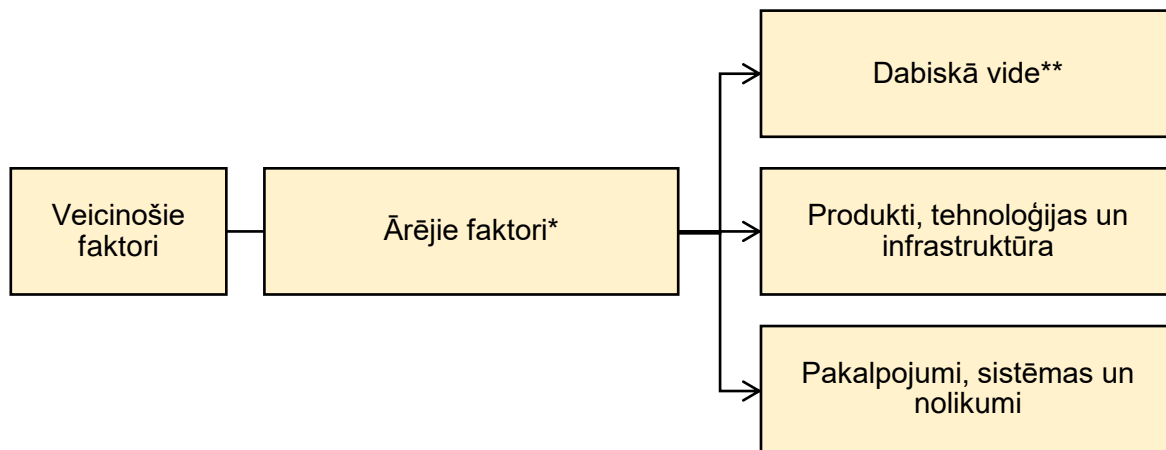 Dabiskā vide**
Veicinošie
faktori
Ārējie faktori*
Produkti, tehnoloģijas un
infrastruktūra
Pakalpojumi, sistēmas un
nolikumi